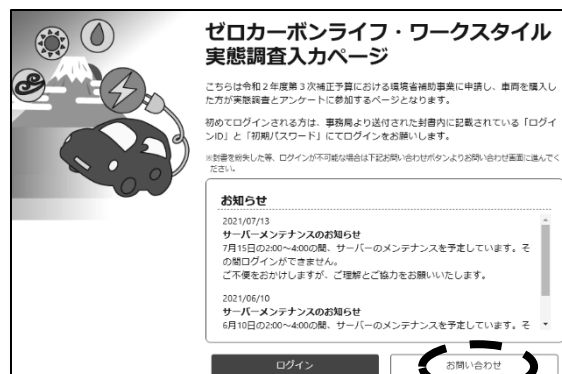 ゼロカーボンライフ・ワークスタイル
実態調査入力ページ
こちらは令和２年度第３次補正予算における環境省補助事業に申請し、車両を購入し
た方が実態調査とアンケートに参加するページとなります。
初めてログインされる方は、事務局より送付された封書内に記載されている「ログイ
ンID」と「初期パスワード」にてログインをお願いします。
※封書を紛失した等、ログインが不可能な場合は下記お問い合わせボタンよりお問い合わせ画面に進んでく
ださい。
お知らせ
2021/07/13
サーバーメンテナンスのお知らせ
7月15日の2:00～4:00の間、サーバーのメンテナンスを予定しています。そ
の間ログインができません。
ご不便をおかけしますが、ご理解とご協力をお願いいたします。
2021/06/10
サーバーメンテナンスのお知らせ
6月10日の2:00～4:00の間、サーバーのメンテナンスを予定しています。そ
ログイン
お問い合わせ